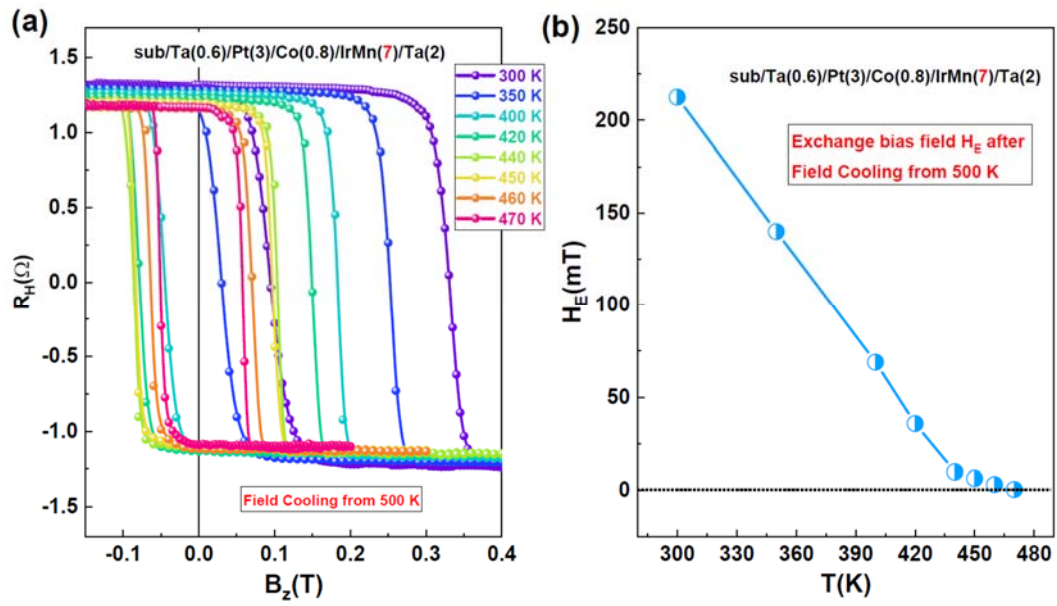 (a)
sub/Ta(0.6)/Pt(3)/Co(0.8)/IrMn(7)/Ta(2)
1.5
1.0
0.5
0.0
-0.5
-1.0
-1.5
R_H(Ω)
300 K
350 K
400 K
420 K
440 K
450 K
460 K
470 K
Field Cooling from 500 K
-0.1
0.0
0.1
0.2
0.3
0.4
B_z(T)
(b)
sub/Ta(0.6)/Pt(3)/Co(0.8)/IrMn(7)/Ta(2)
Exchange bias field H_E after
Field Cooling from 500 K
250
200
150
100
50
0
H_E(mT)
300
330
360
390
420
450
480
T(K)